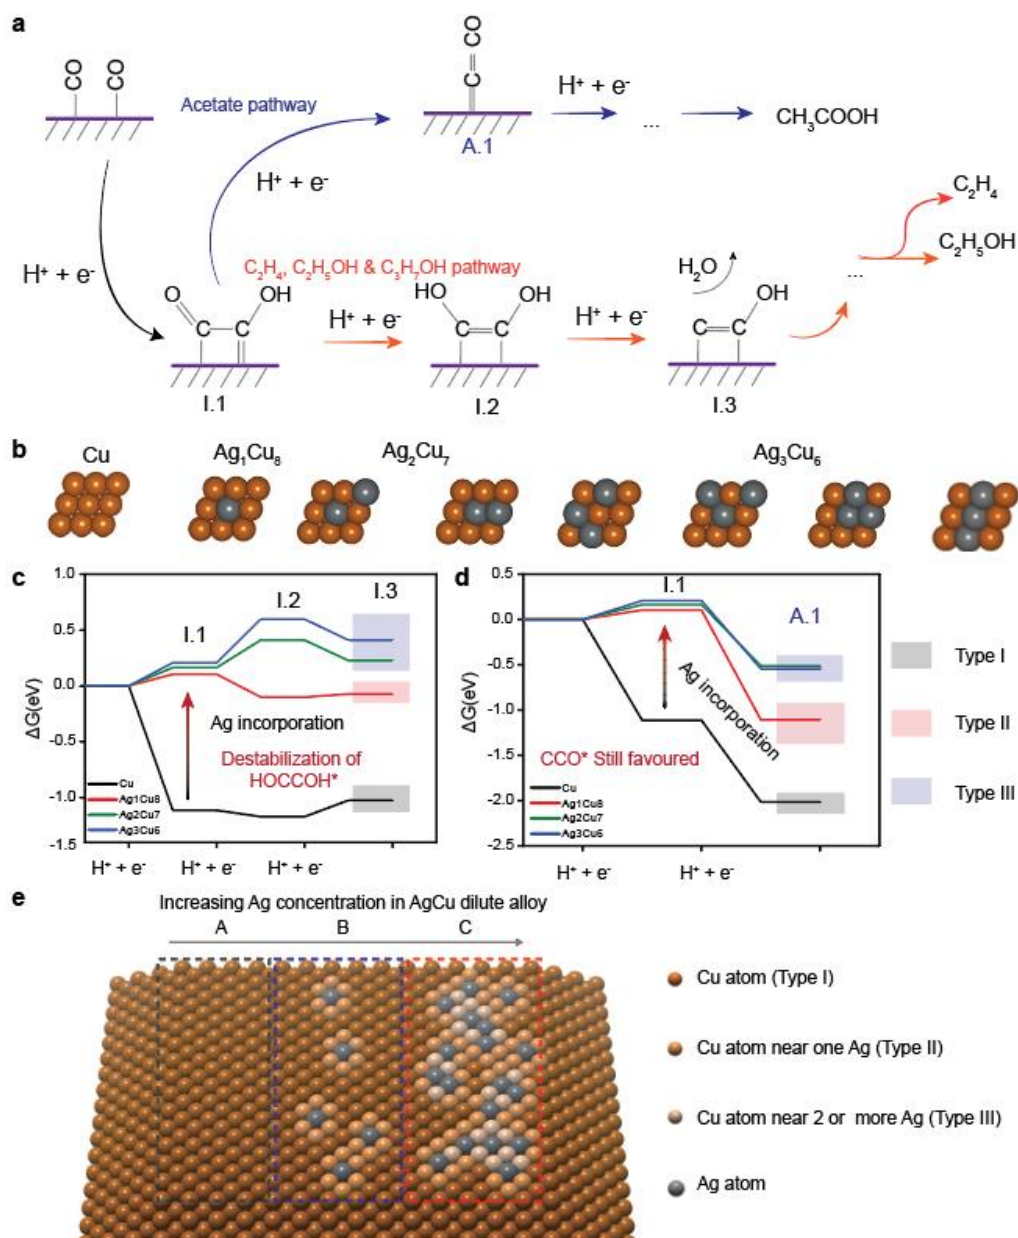 a
CO CO
CO
C
Acetate pathway
H⁺ + e⁻
...
CH₃COOH
A.1
H⁺ + e⁻
C₂H₄
C₂H₅OH
...
H⁺ + e⁻
C₂H₄, C₂H₅OH & C₃H₇OH pathway
H₂O
O OH
HO OH
OH
C C
H⁺ + e⁻
C C
H⁺ + e⁻
C C
I.1
I.2
I.3
b
Cu
Ag₁Cu₈
Ag₂Cu₇
Ag₃Cu₆
c
ΔG(eV)
1.0
0.5
0.0
-0.5
-1.0
-1.5
I.1
I.2
I.3
Ag incorporation
Destabilization of
HOCCOH*
Cu
Ag1Cu8
Ag2Cu7
Ag3Cu6
H⁺ + e⁻ H⁺ + e⁻ H⁺ + e⁻
d
ΔG(eV)
0.5
0.0
-0.5
-1.0
-1.5
-2.0
-2.5
I.1
A.1
Ag incorporation
CCO* Still favoured
Cu
Ag1Cu8
Ag2Cu7
Ag3Cu6
H⁺ + e⁻ H⁺ + e⁻
Type I
Type II
Type III
e
Increasing Ag concentration in AgCu dilute alloy
A B C
Cu atom (Type I)
Cu atom near one Ag (Type II)
Cu atom near 2 or more Ag (Type III)
Ag atom